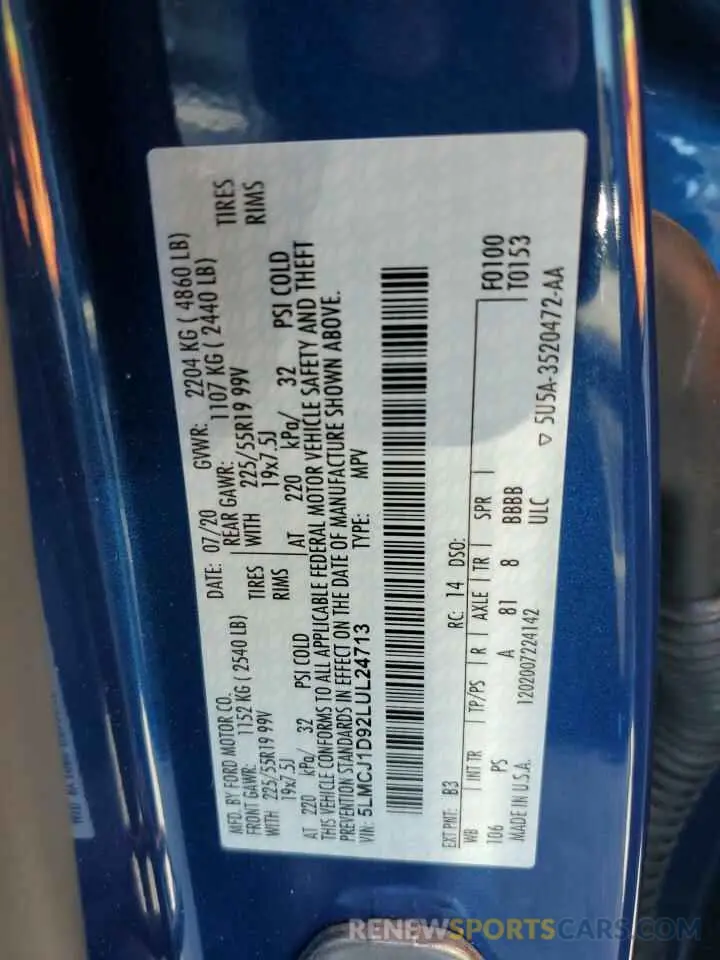 MFD. BY FORD MOTOR CO. DATE: 07/20 GVWR: 2204 KG ( 4860 LB)
FRONT GAWR: 1152 KG ( 2540 LB) REAR GAWR: 1107 KG ( 2440 LB)
WITH 225/55R19 99V TIRES WITH 225/55R19 99V TIRES
19x7.5J RIMS 19x7.5J RIMS
AT 220 kPa/ 32 PSI COLD AT 220 kPa/ 32 PSI COLD
THIS VEHICLE CONFORMS TO ALL APPLICABLE FEDERAL MOTOR VEHICLE SAFETY AND THEFT
PREVENTION STANDARDS IN EFFECT ON THE DATE OF MANUFACTURE SHOWN ABOVE.
VIN: 5LMCJ1D92LUL24713 TYPE: MPV
EXT PNT: B3 RC: 14 DSO: F0100
WB INT TR TP/PS R AXLE TR SPR T0153
106 PS A 81 8 BBBB
MADE IN U.S.A. 1202007224142 ULC ▽ 5U5A-3520472-AA
RENEWSPORTSCARS.COM